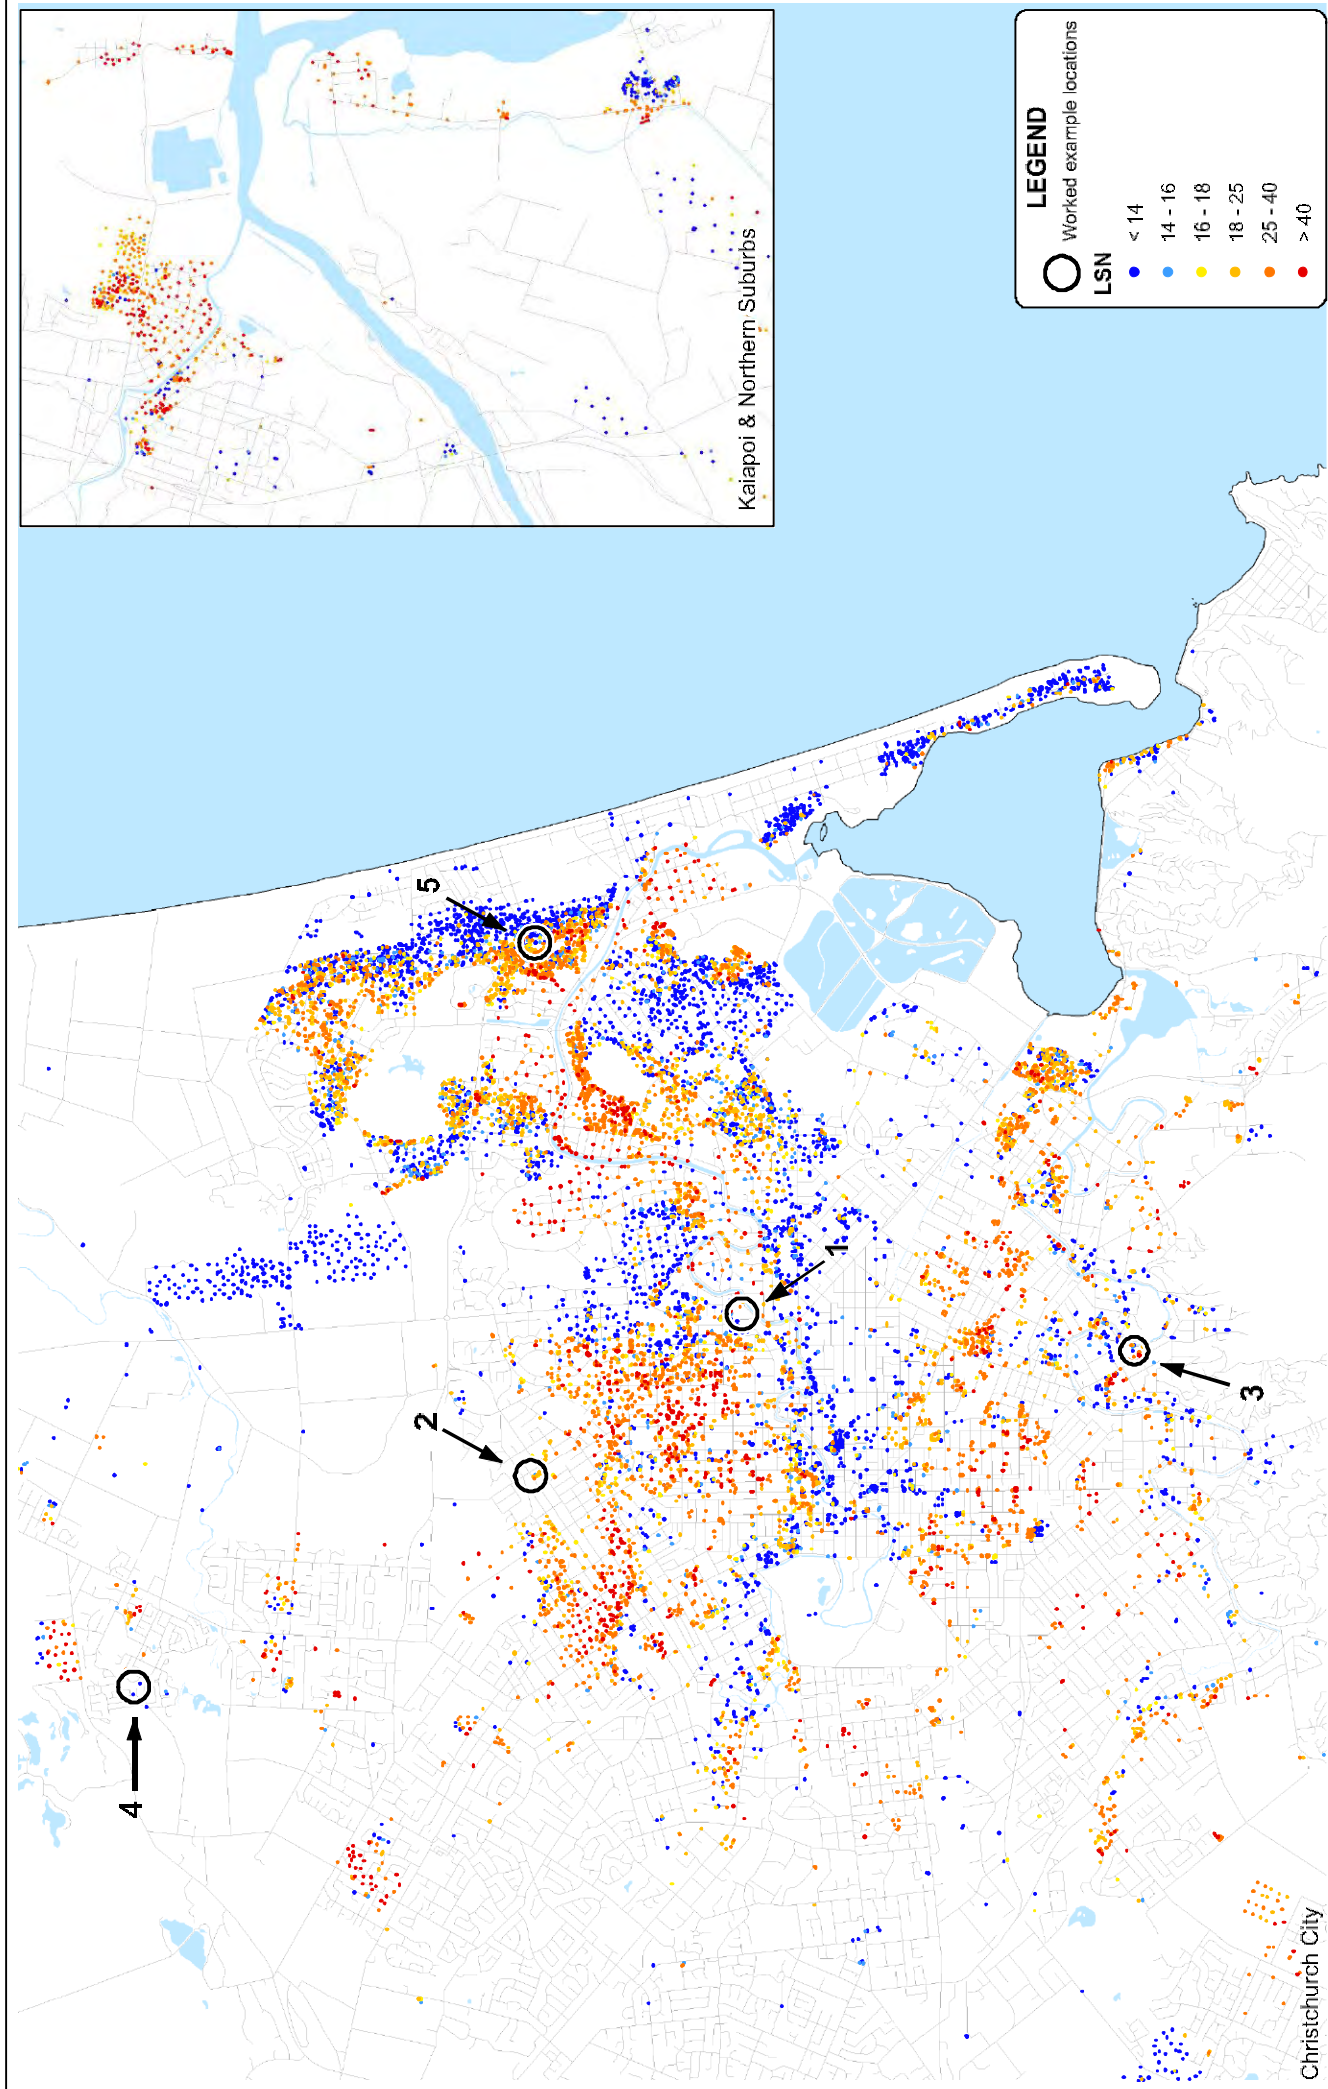 Kaiapoi & Northern Suburbs
LEGEND
Worked example locations
LSN
< 14
14 - 16
16 - 18
18 - 25
25 - 40
> 40
5
2
1
4
3
Christchurch City